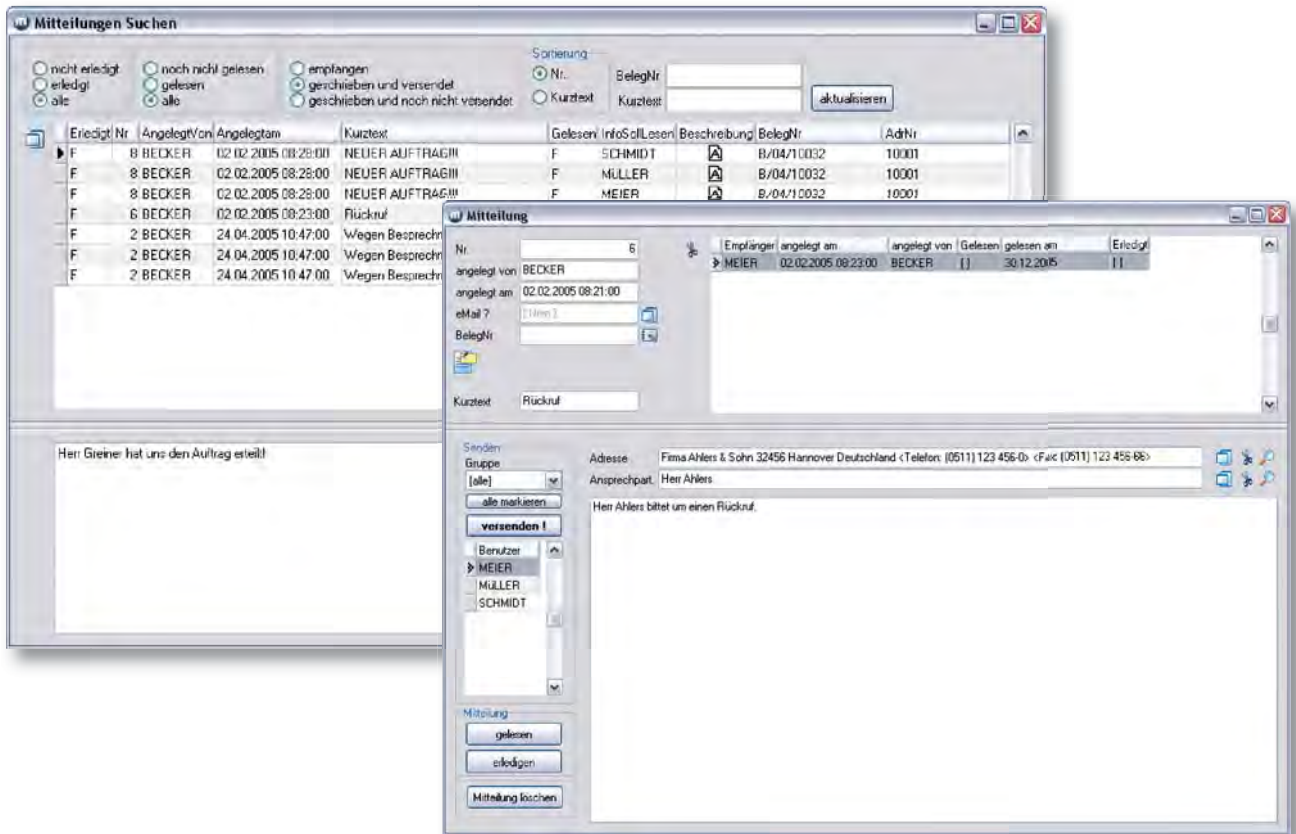 Mitteilungen Suchen
nicht erledigt
erledigt
alle
noch nicht gelesen
gelesen
alle
empfangen
geschrieben und versendet
geschrieben und noch nicht versendet
Sortierung
Nr.
Kurztext
BelegNr
Kurztext
aktualisieren
Erledigt Nr AngelegtVon Angelegtam Kurztext Gelesen InfoSollLesen Beschreibung BelegNr AdrNr
F 8 BECKER 02.02.2005 08:28:00 NEUER AUFTRAG!!! F SCHMIDT B/04/10032 10001
F 8 BECKER 02.02.2005 08:28:00 NEUER AUFTRAG!!! F MüLLER B/04/10032 10001
F 8 BECKER 02.02.2005 08:28:00 NEUER AUFTRAG!!! F MEIER B/04/10032 10001
F 6 BECKER 02.02.2005 08:23:00 Rückruf
F 2 BECKER 24.04.2005 10:47:00 Wegen Besprechn
F 2 BECKER 24.04.2005 10:47:00 Wegen Besprechn
F 2 BECKER 24.04.2005 10:47:00 Wegen Besprechn
Herr Greiner hat uns den Auftrag erteilt!
Mitteilung
Nr. 6
angelegt von BECKER
angelegt am 02.02.2005 08:21:00
eMail ? [Nein]
BelegNr
Kurztext Rückruf
Empfänger angelegt am angelegt von Gelesen gelesen am Erledigt
MEIER 02.02.2005 08:23:00 BECKER [ ] 30.12.2005 [ ]
Senden
Gruppe
[alle]
alle markieren
versenden !
Benutzer
MEIER
MüLLER
SCHMIDT
Mitteilung
gelesen
erledigen
Mitteilung löschen
Adresse Firma Ahlers & Sohn 32456 Hannover Deutschland <Telefon: (0511) 123 456-0> <Fax: (0511) 123 456-66>
Ansprechpart. Herr Ahlers
Herr Ahlers bittet um einen Rückruf.